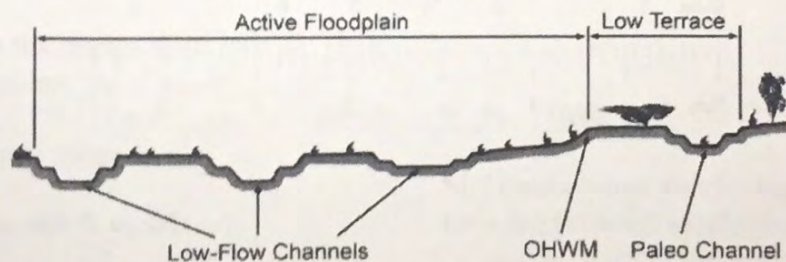 Active Floodplain Low Terrace
Low-Flow Channels OHWM Paleo Channel